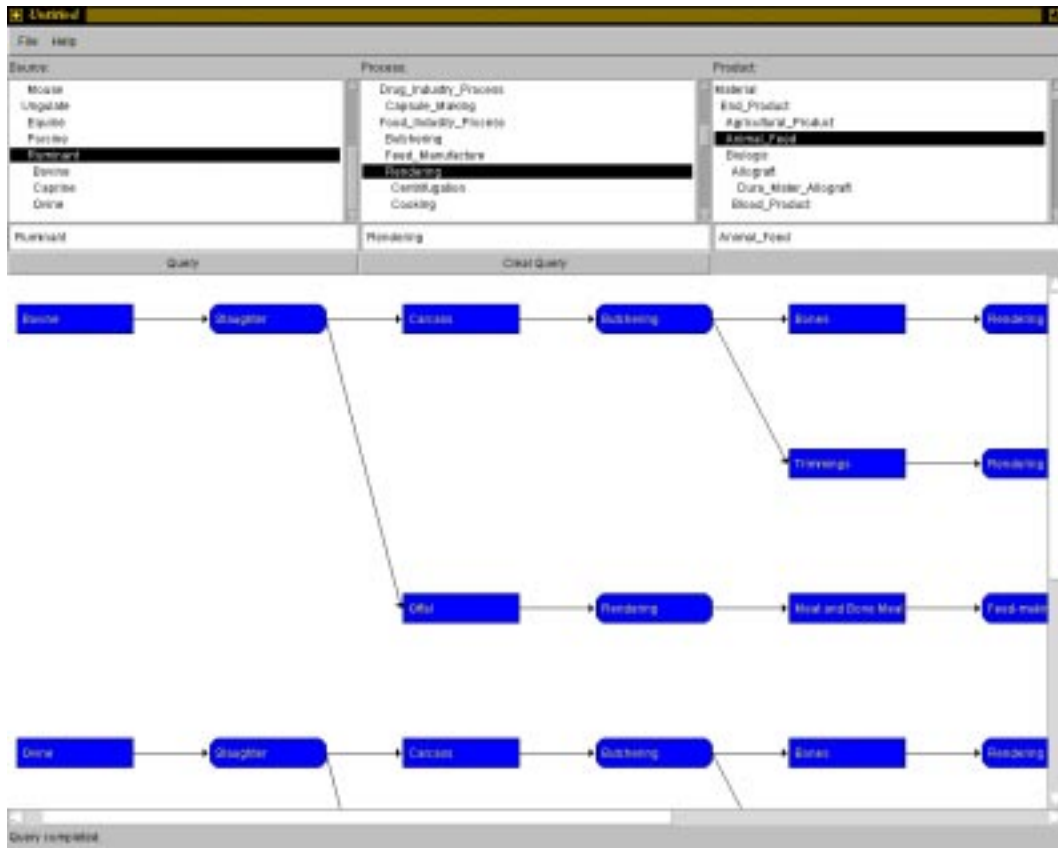 Untitled
File Help
Source: Process: Product:
Mouse
Ungulate
Equine
Porcine
Ruminant
Bovine
Caprine
Ovine
Drug_Industry_Process
Capsule_Making
Food_Industry_Process
Butchering
Feed_Manufacture
Rendering
Centrifugation
Cooking
Material
End_Product
Agricultural_Product
Animal_Feed
Biologic
Allograft
Dura_Mater_Allograft
Blood_Product
Ruminant Rendering Animal_Feed
Query Clear Query
Bovine Slaughter Carcass Butchering Bones Rendering
Trimmings Rendering
Offal Rendering Meat and Bone Meal Feed-makin
Ovine Slaughter Carcass Butchering Bones Rendering
Query completed.